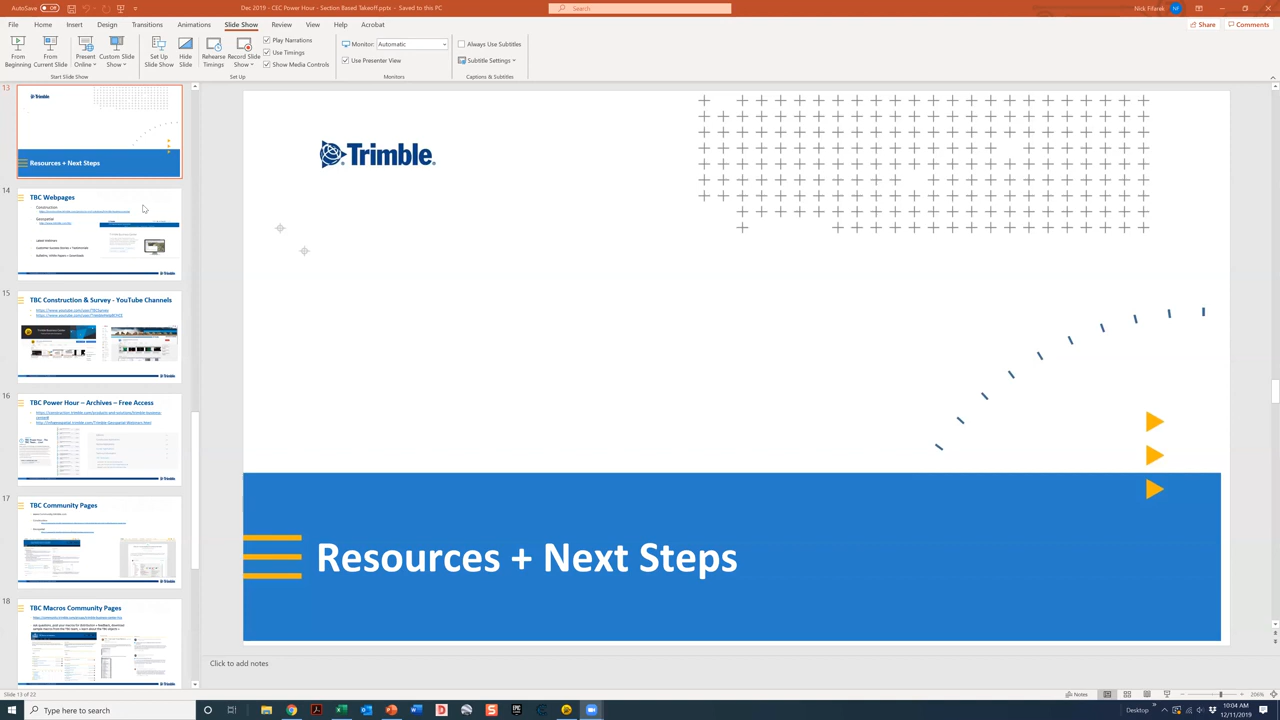 AutoSave Off
Dec 2019 - CEC Power Hour - Section Based Takeoff.pptx - Saved to this PC
Search
Nick Fifarek
File Home Insert Design Transitions Animations Slide Show Review View Help Acrobat
Share Comments
From Beginning
From Current Slide
Present Online
Custom Slide Show
Set Up Slide Show
Hide Slide
Rehearse Timings
Record Slide Show
Play Narrations
Use Timings
Show Media Controls
Monitor: Automatic
Use Presenter View
Always Use Subtitles
Subtitle Settings
Start Slide Show
Set Up
Monitors
Captions & Subtitles
13
Trimble
Resources + Next Steps
14
TBC Webpages
Construction
Geospatial
15
TBC Construction & Survey - YouTube Channels
16
TBC Power Hour – Archives – Free Access
17
TBC Community Pages
18
TBC Macros Community Pages
Trimble
Resources + Next Steps
Click to add notes
Slide 13 of 22
Notes
206%
Type here to search
Desktop
10:04 AM
12/11/2019